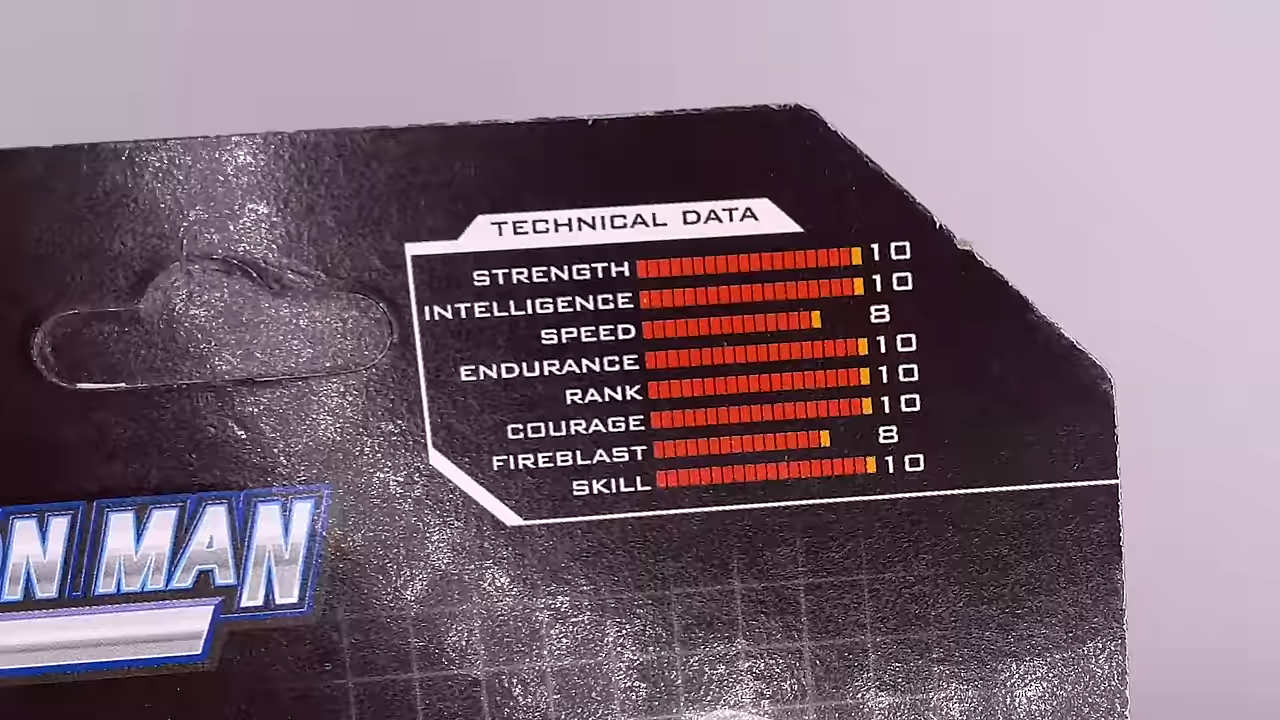 TECHNICAL DATA
STRENGTH 10
INTELLIGENCE 10
SPEED 8
ENDURANCE 10
RANK 10
COURAGE 10
FIREBLAST 8
SKILL 10
N MAN